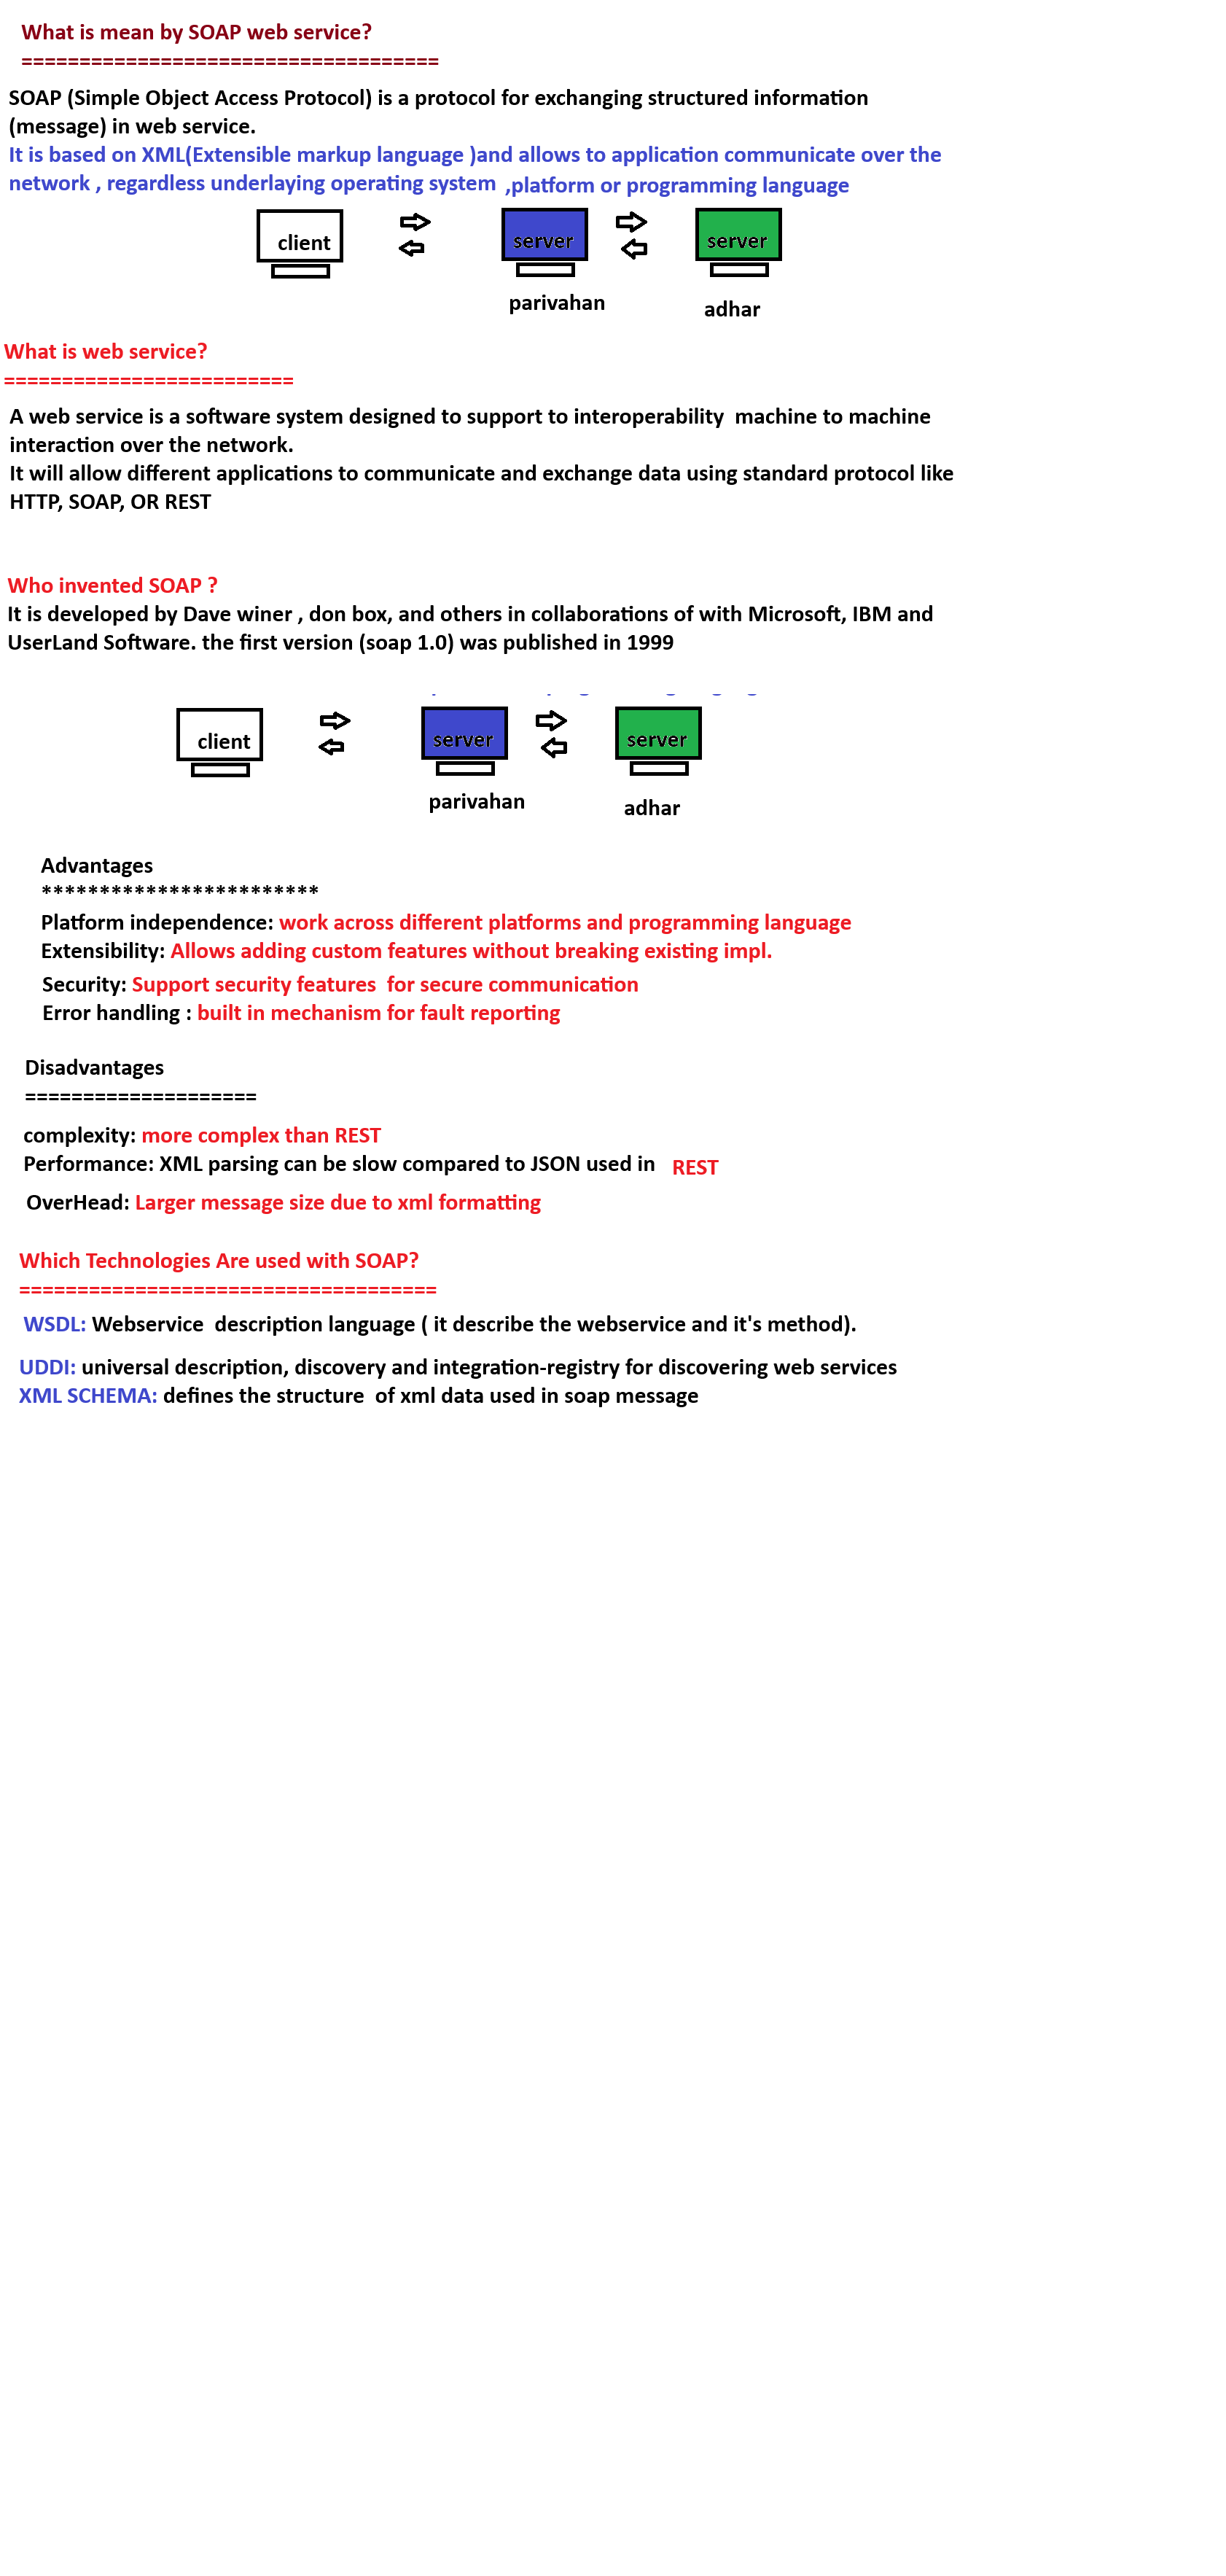 What is mean by SOAP web service?
====================================
SOAP (Simple Object Access Protocol) is a protocol for exchanging structured information
(message) in web service.
It is based on XML(Extensible markup language )and allows to application communicate over the
network , regardless underlaying operating system ,platform or programming language
client server server
parivahan adhar
What is web service?
=========================
A web service is a software system designed to support to interoperability  machine to machine
interaction over the network.
It will allow different applications to communicate and exchange data using standard protocol like
HTTP, SOAP, OR REST
Who invented SOAP ?
It is developed by Dave winer , don box, and others in collaborations of with Microsoft, IBM and
UserLand Software. the first version (soap 1.0) was published in 1999
client server server
parivahan adhar
Advantages
************************
Platform independence: work across different platforms and programming language
Extensibility: Allows adding custom features without breaking existing impl.
Security: Support security features  for secure communication
Error handling : built in mechanism for fault reporting
Disadvantages
====================
complexity: more complex than REST
Performance: XML parsing can be slow compared to JSON used in REST
OverHead: Larger message size due to xml formatting
Which Technologies Are used with SOAP?
====================================
WSDL: Webservice  description language ( it describe the webservice and it's method).
UDDI: universal description, discovery and integration-registry for discovering web services
XML SCHEMA: defines the structure  of xml data used in soap message